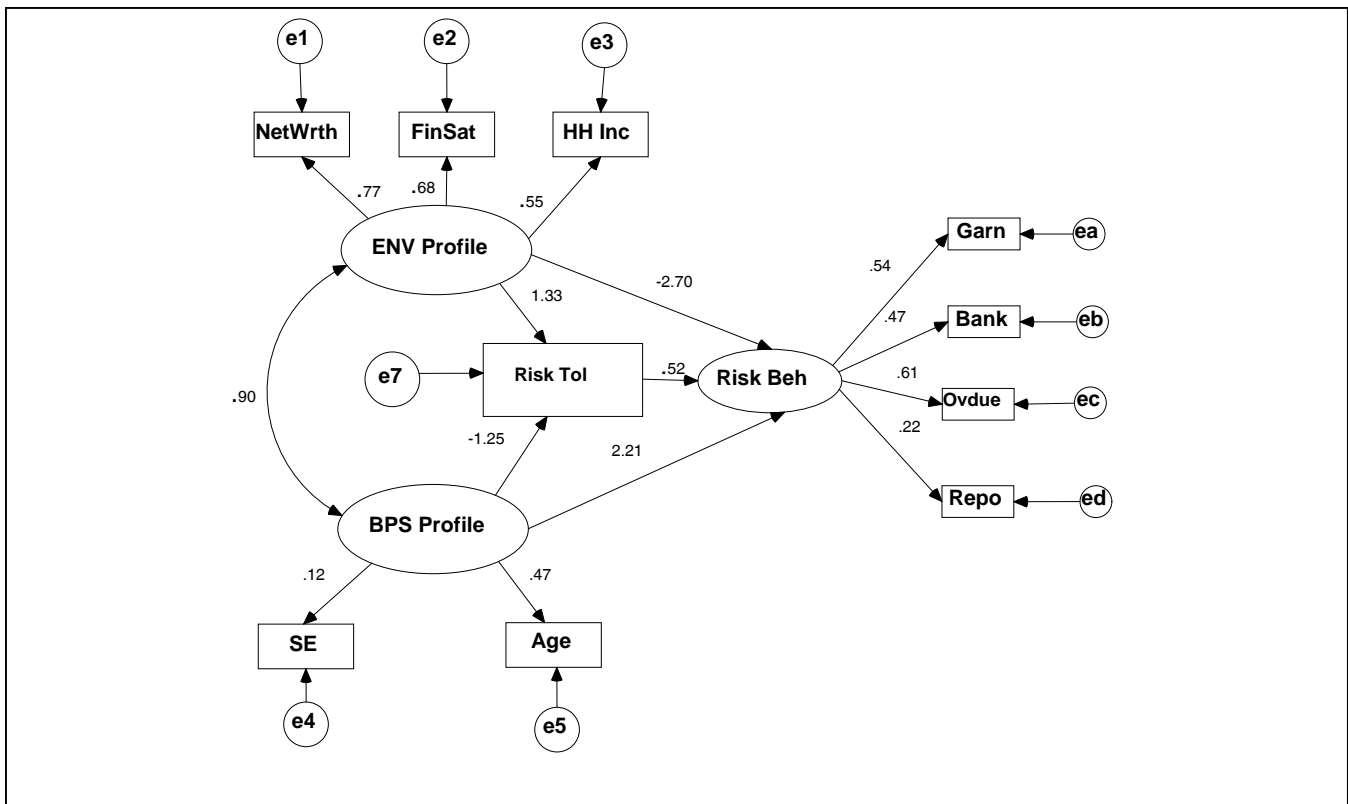 e1
e2
e3
NetWrth
FinSat
HH Inc
.77
.68
.55
ENV Profile
Garn
ea
.54
-2.70
1.33
.47
Bank
eb
e7
Risk Tol
.52
Risk Beh
.61
Ovdue
ec
.90
.22
-1.25
2.21
Repo
ed
BPS Profile
.12
.47
SE
Age
e4
e5